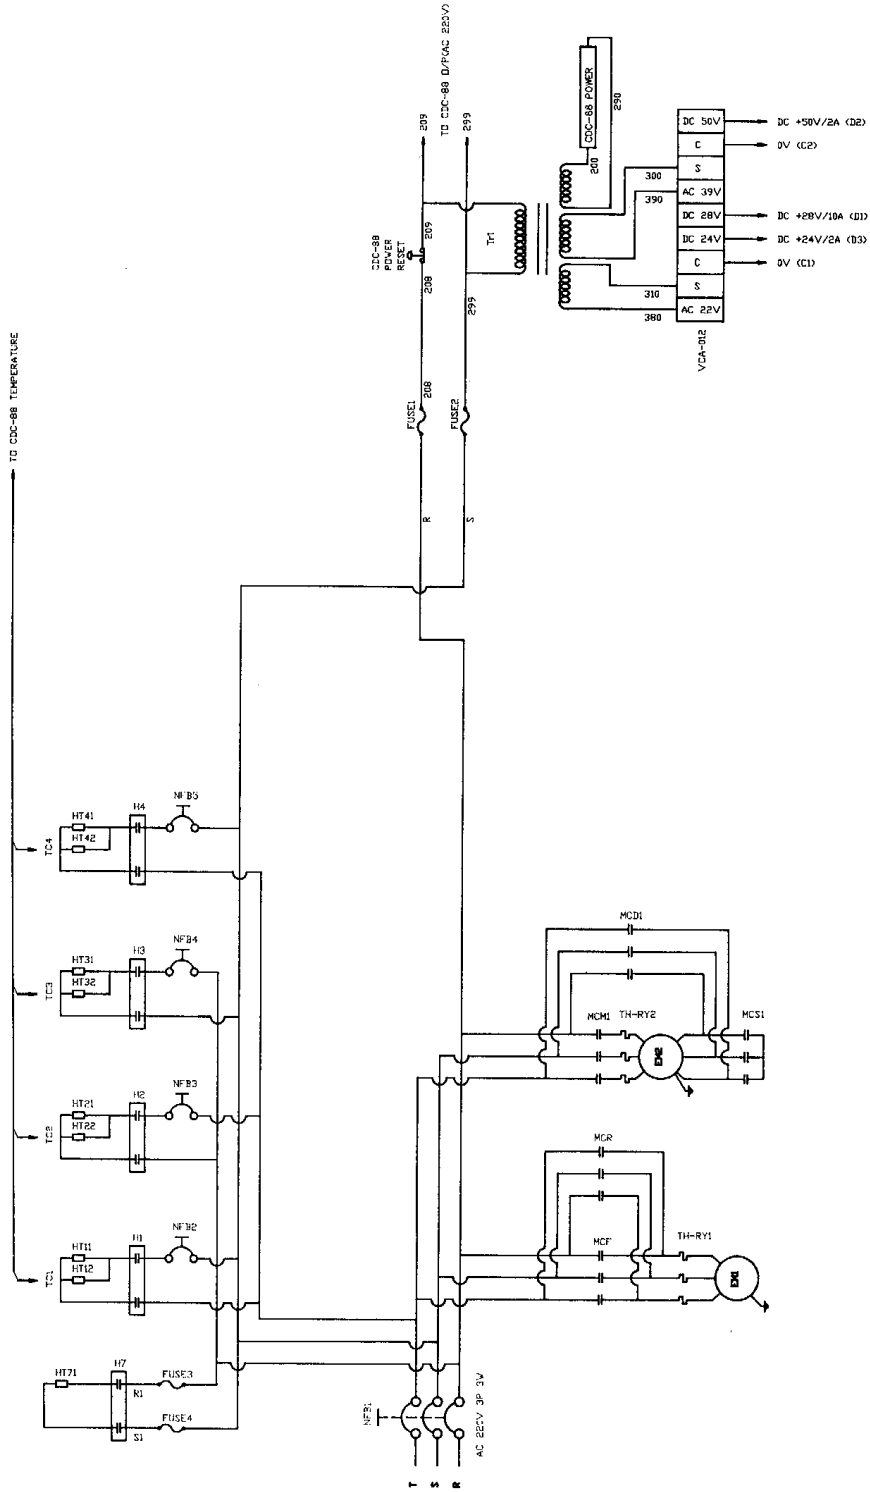 TO CDC-88 TEMPERATURE
TC4
HT41
HT42
H4
NFB5
TC3
HT31
HT32
H3
NFB4
TC2
HT21
HT22
H2
NFB3
TC1
HT11
HT12
H1
NFB2
HT71
H7
R1
S1
FUSE3
FUSE4
NFB1
AC 220V 3P 3W
T
S
R
MCF
MCR
TH-RY1
EM1
MCM1
TH-RY2
MCD1
MCS1
EM2
R
S
FUSE1
FUSE2
208
208
299
CDC-88
POWER
RESET
209
209
299
TO CDC-88 O/P(AC 220V)
Tr1
200
CDC-88 POWER
290
300
390
310
380
DC 50V
C
S
AC 39V
DC 28V
DC 24V
C
S
AC 22V
VCA-012
DC +50V/2A (D2)
0V (C2)
DC +28V/10A (D1)
DC +24V/2A (D3)
0V (C1)